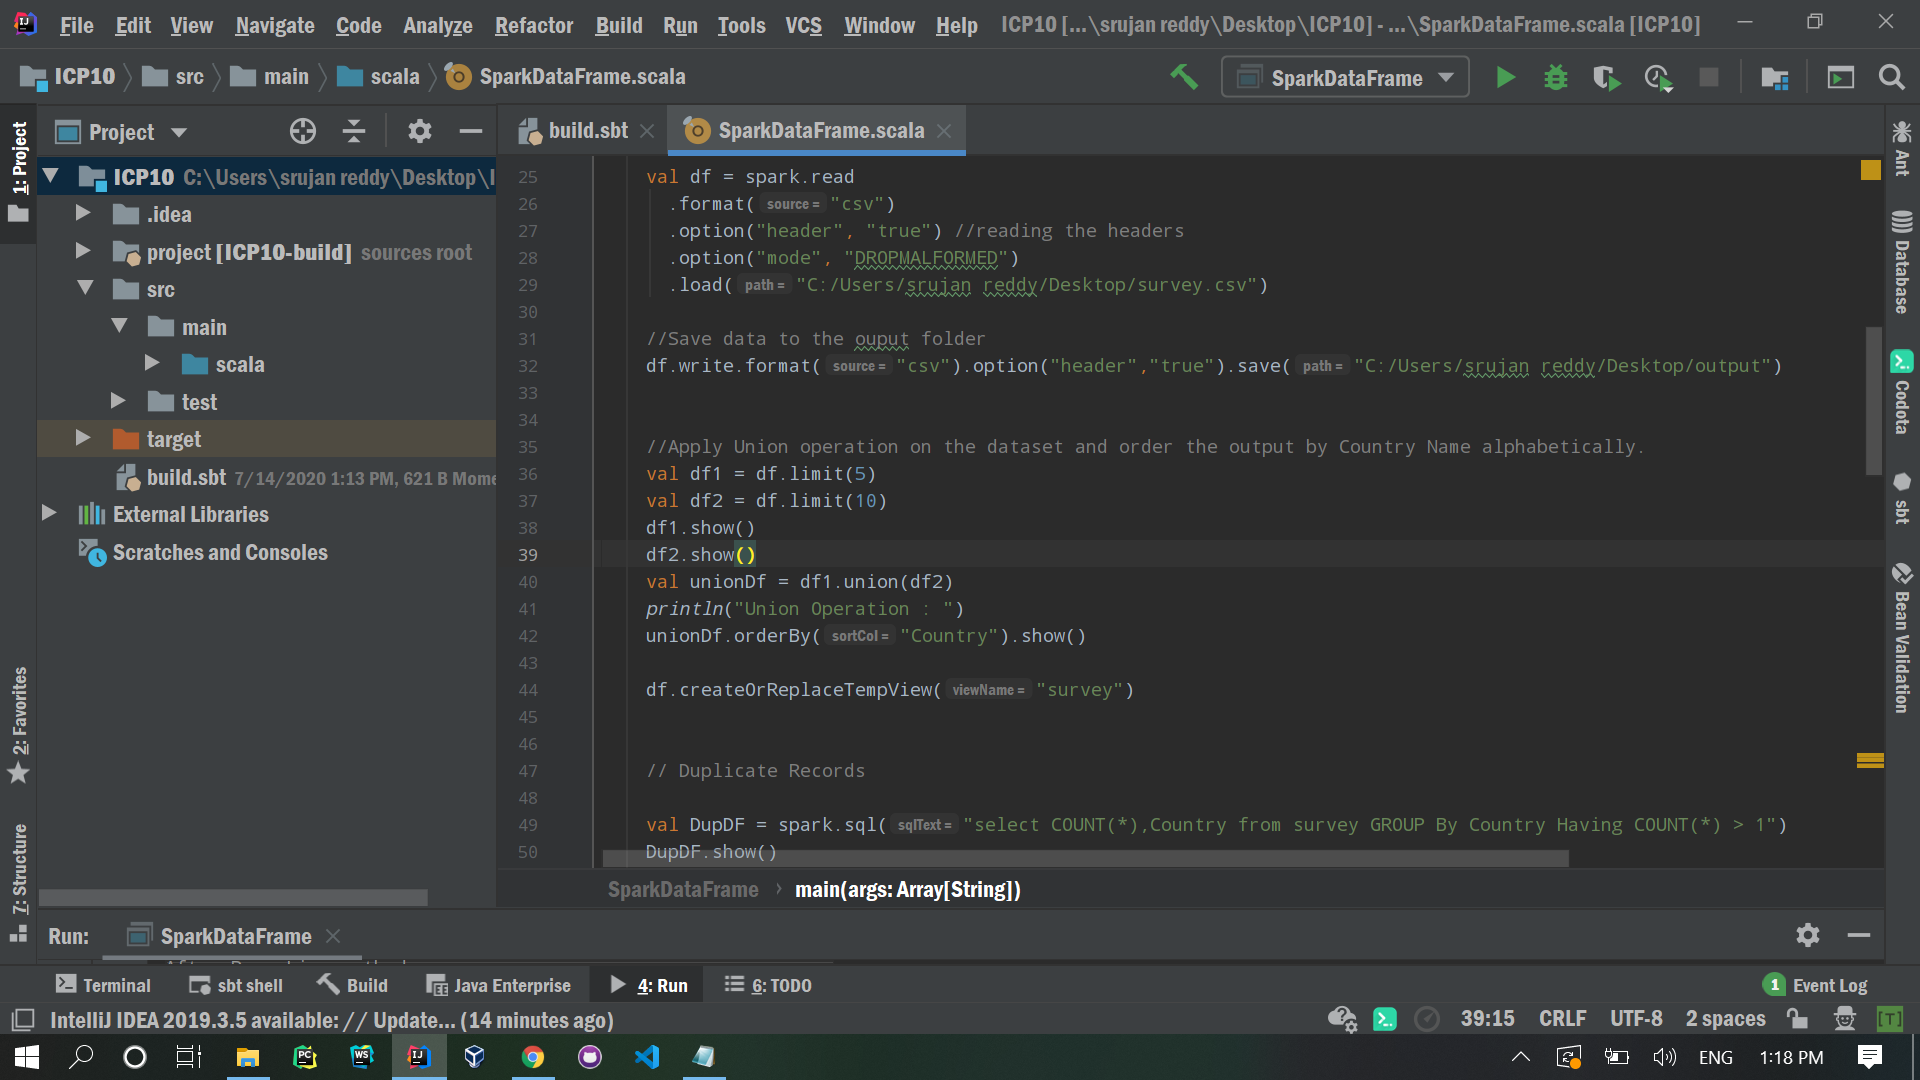 File Edit View Navigate Code Analyze Refactor Build Run Tools VCS Window Help ICP10 [...\srujan reddy\Desktop\ICP10] - ...\SparkDataFrame.scala [ICP10]
ICP10 src main scala SparkDataFrame.scala SparkDataFrame
1: Project
Project
build.sbt SparkDataFrame.scala
ICP10 C:\Users\srujan reddy\Desktop\I
.idea
project [ICP10-build] sources root
src
main
scala
test
target
build.sbt 7/14/2020 1:13 PM, 621 B Mome
External Libraries
Scratches and Consoles
2: Favorites
7: Structure
25 val df = spark.read
26 .format( source = "csv")
27 .option("header", "true") //reading the headers
28 .option("mode", "DROPMALFORMED")
29 .load( path = "C:/Users/srujan reddy/Desktop/survey.csv")
30
31 //Save data to the ouput folder
32 df.write.format( source = "csv").option("header","true").save( path = "C:/Users/srujan reddy/Desktop/output")
33
34
35 //Apply Union operation on the dataset and order the output by Country Name alphabetically.
36 val df1 = df.limit(5)
37 val df2 = df.limit(10)
38 df1.show()
39 df2.show()
40 val unionDf = df1.union(df2)
41 println("Union Operation : ")
42 unionDf.orderBy( sortCol = "Country").show()
43
44 df.createOrReplaceTempView( viewName = "survey")
45
46
47 // Duplicate Records
48
49 val DupDF = spark.sql( sqlText = "select COUNT(*),Country from survey GROUP By Country Having COUNT(*) > 1")
50 DupDF.show()
SparkDataFrame › main(args: Array[String])
Ant
Database
Codota
sbt
Bean Validation
Run: SparkDataFrame
Terminal sbt shell Build Java Enterprise 4: Run 6: TODO 1 Event Log
IntelliJ IDEA 2019.3.5 available: // Update... (14 minutes ago) 39:15 CRLF UTF-8 2 spaces [T]
ENG 1:18 PM